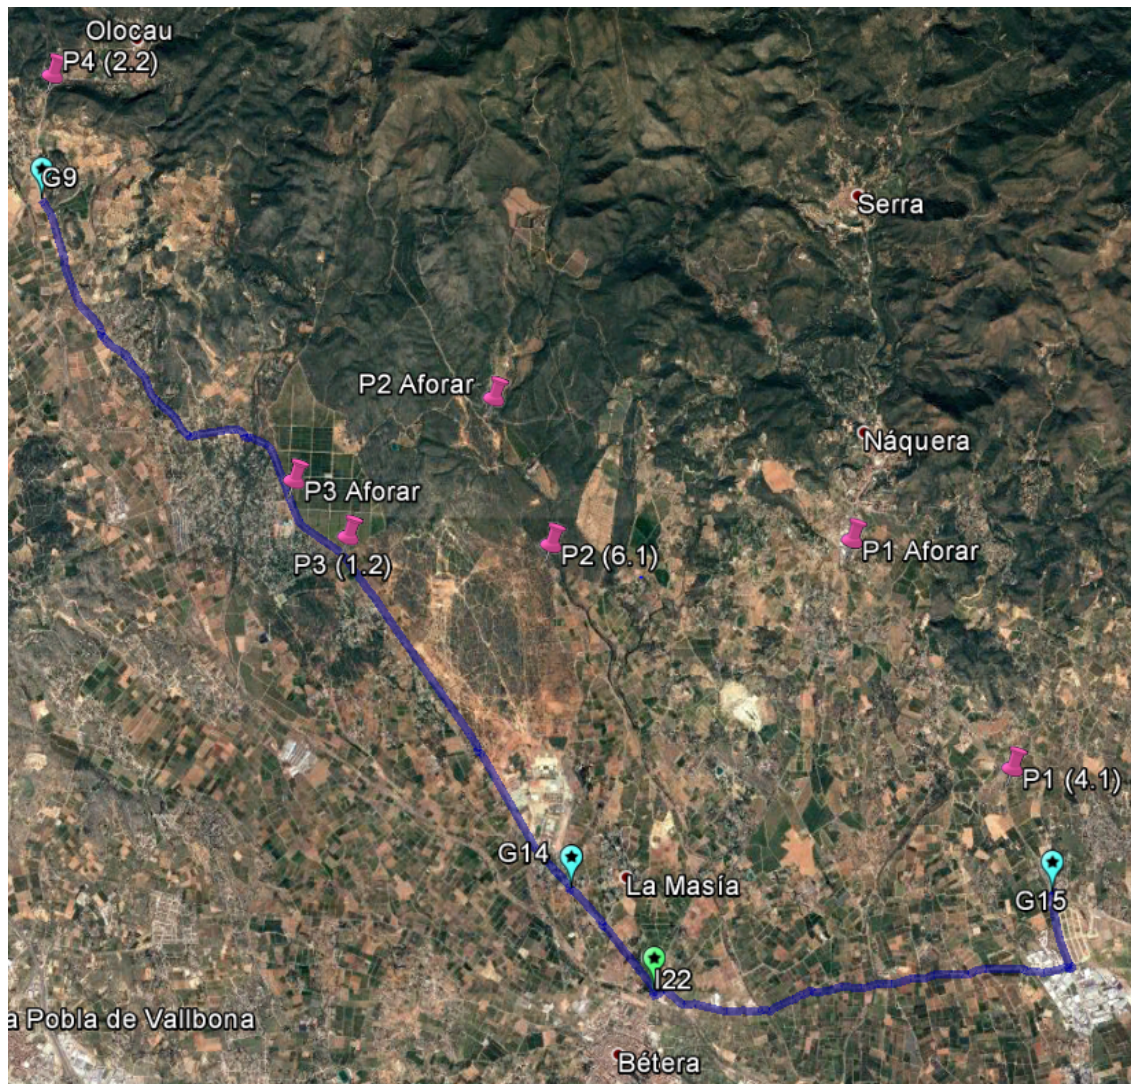 Olocau
P4 (2.2)
G9
Serra
P2 Aforar
Náquera
P3 Aforar
P3 (1.2)
P2 (6.1)
P1 Aforar
P1 (4.1)
G14
La Masía
G15
I22
a Pobla de Vallbona
Bétera